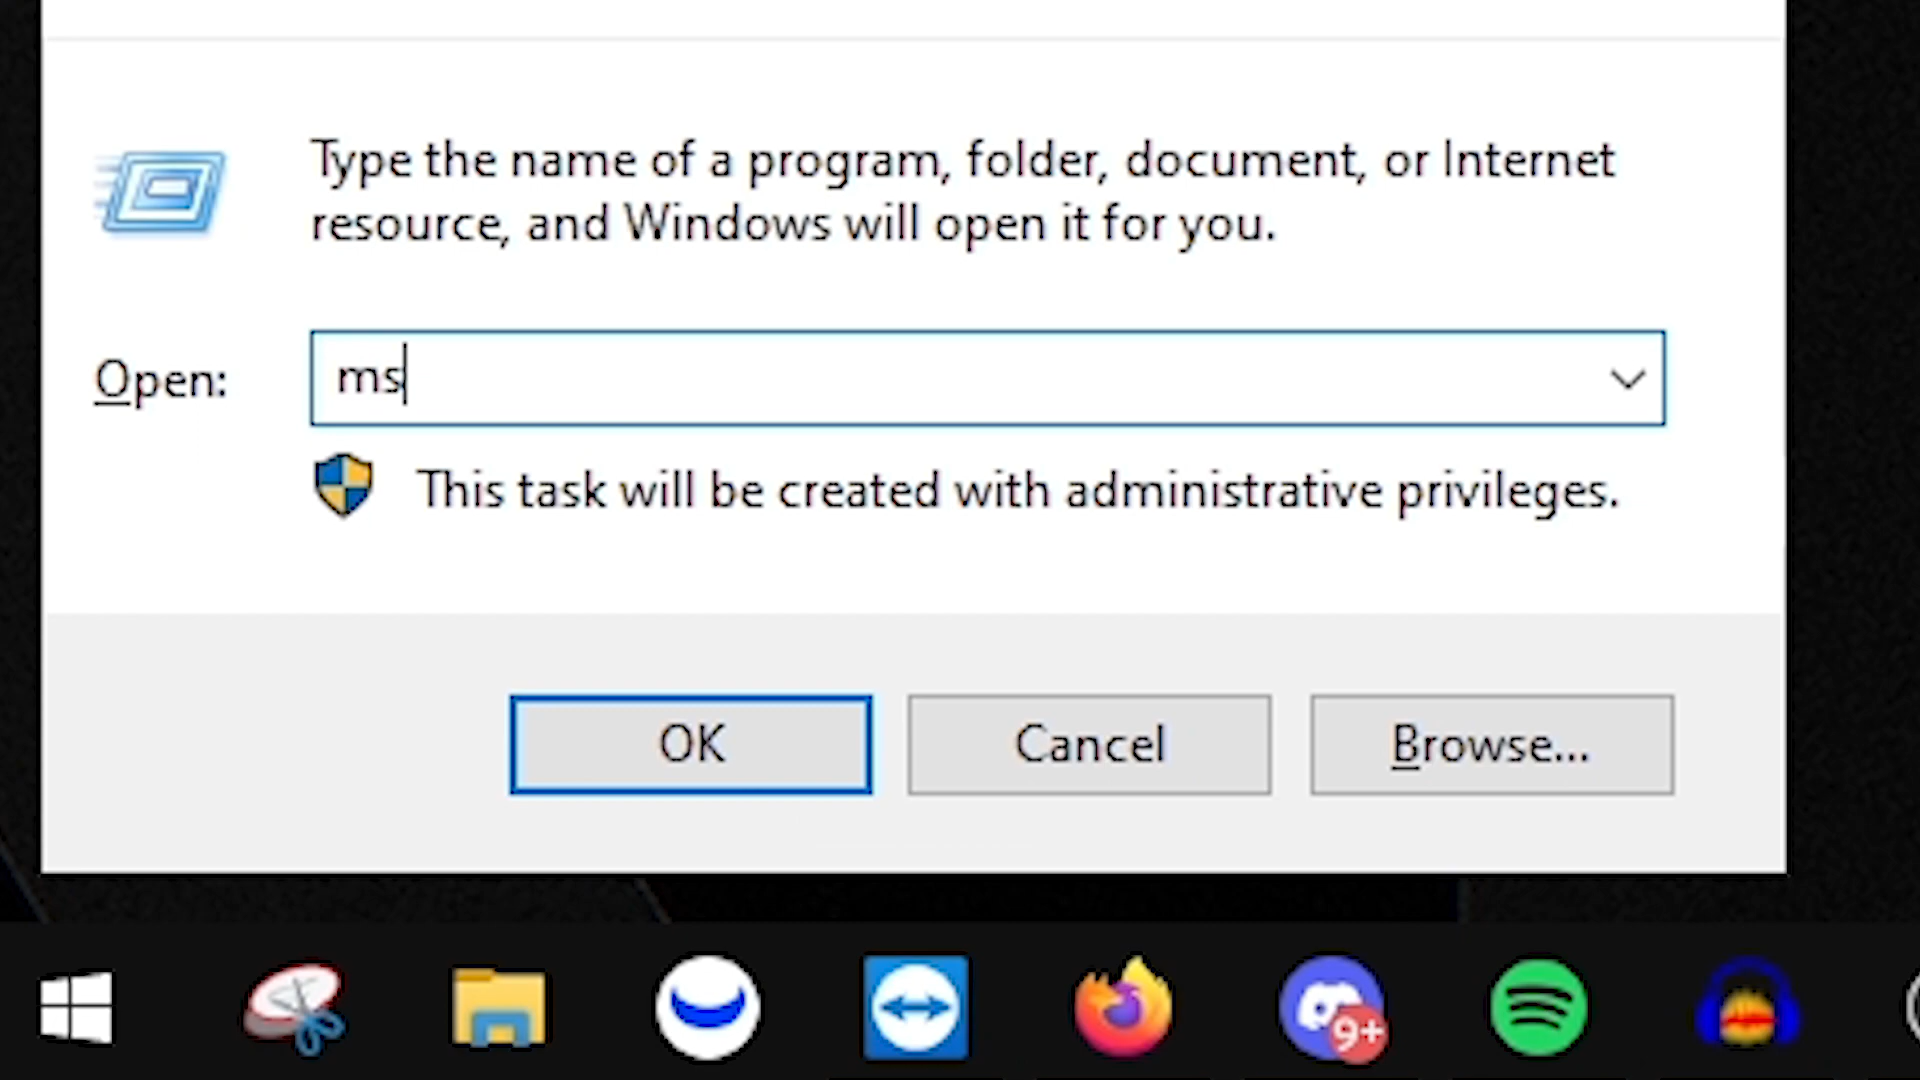 Type the name of a program, folder, document, or Internet
resource, and Windows will open it for you.
Open:
ms
This task will be created with administrative privileges.
OK
Cancel
Browse...
9+